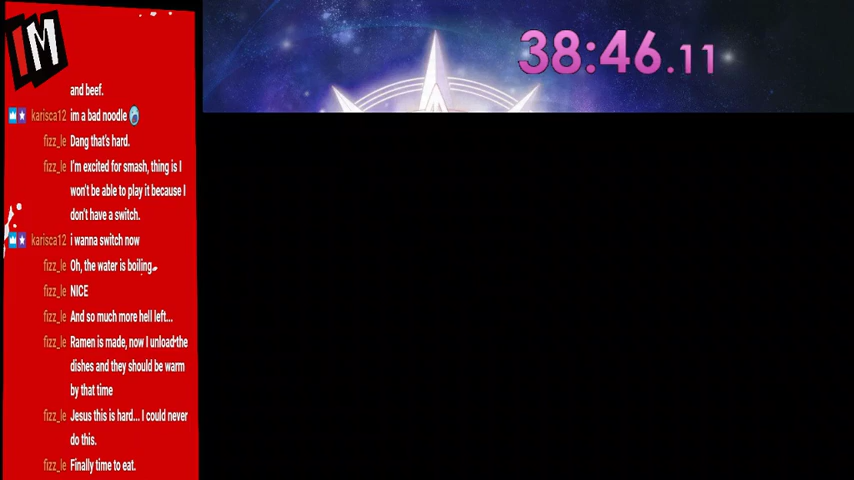 IM
38:46.11
and beef.
karisca12 im a bad noodle
fizz_le Dang that's hard.
fizz_le I'm excited for smash, thing is I
won't be able to play it because I
don't have a switch.
karisca12 i wanna switch now
fizz_le Oh, the water is boiling.
fizz_le NICE
fizz_le And so much more hell left...
fizz_le Ramen is made, now I unload the
dishes and they should be warm
by that time
fizz_le Jesus this is hard... I could never
do this.
fizz_le Finally time to eat.